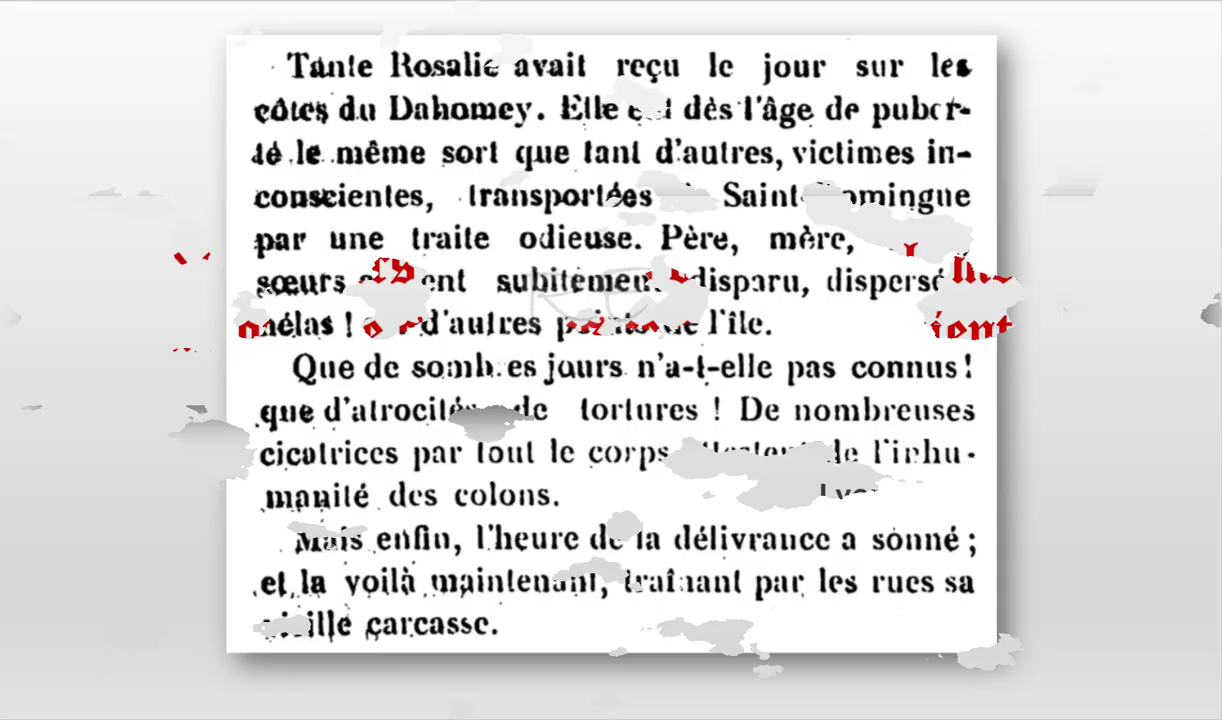 Tante Rosalie avait reçu le jour sur les
côtes du Dahomey. Elle dès l'âge de puber-
té le même sort que tant d'autres, victimes in-
conscientes, transportées Saint-Domingue
par une traite odieuse. Père, mère,
sœurs subitement disparu,
hélas ! d'autres l'île.
Que de sombres jours n'a-t-elle pas connus !
que d'atrocités de tortures ! De nombreuses
cicatrices par tout le corps de l'inhu-
manité des colons.
Mais enfin, l'heure de la délivrance a sonné ;
et la voilà maintenant, traînant par les rues sa
vieille carcasse.